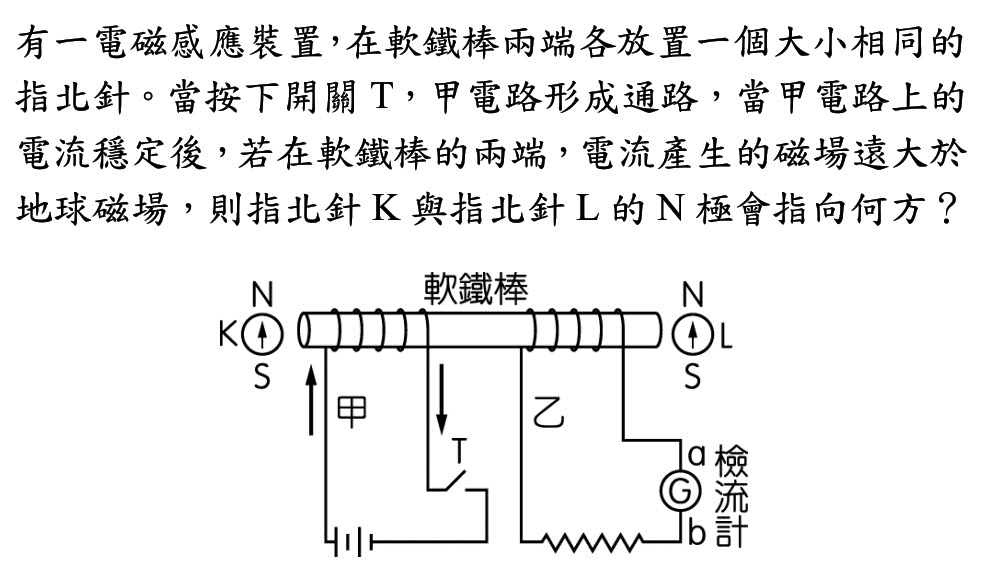 有一電磁感應裝置,在軟鐵棒兩端各放置一個大小相同的
指北針。當按下開關 T,甲電路形成通路,當甲電路上的
電流穩定後,若在軟鐵棒的兩端,電流產生的磁場遠大於
地球磁場,則指北針 K 與指北針 L 的 N 極會指向何方?
軟鐵棒
N
K
S
N
L
S
甲
T
乙
a
G
b
檢流計